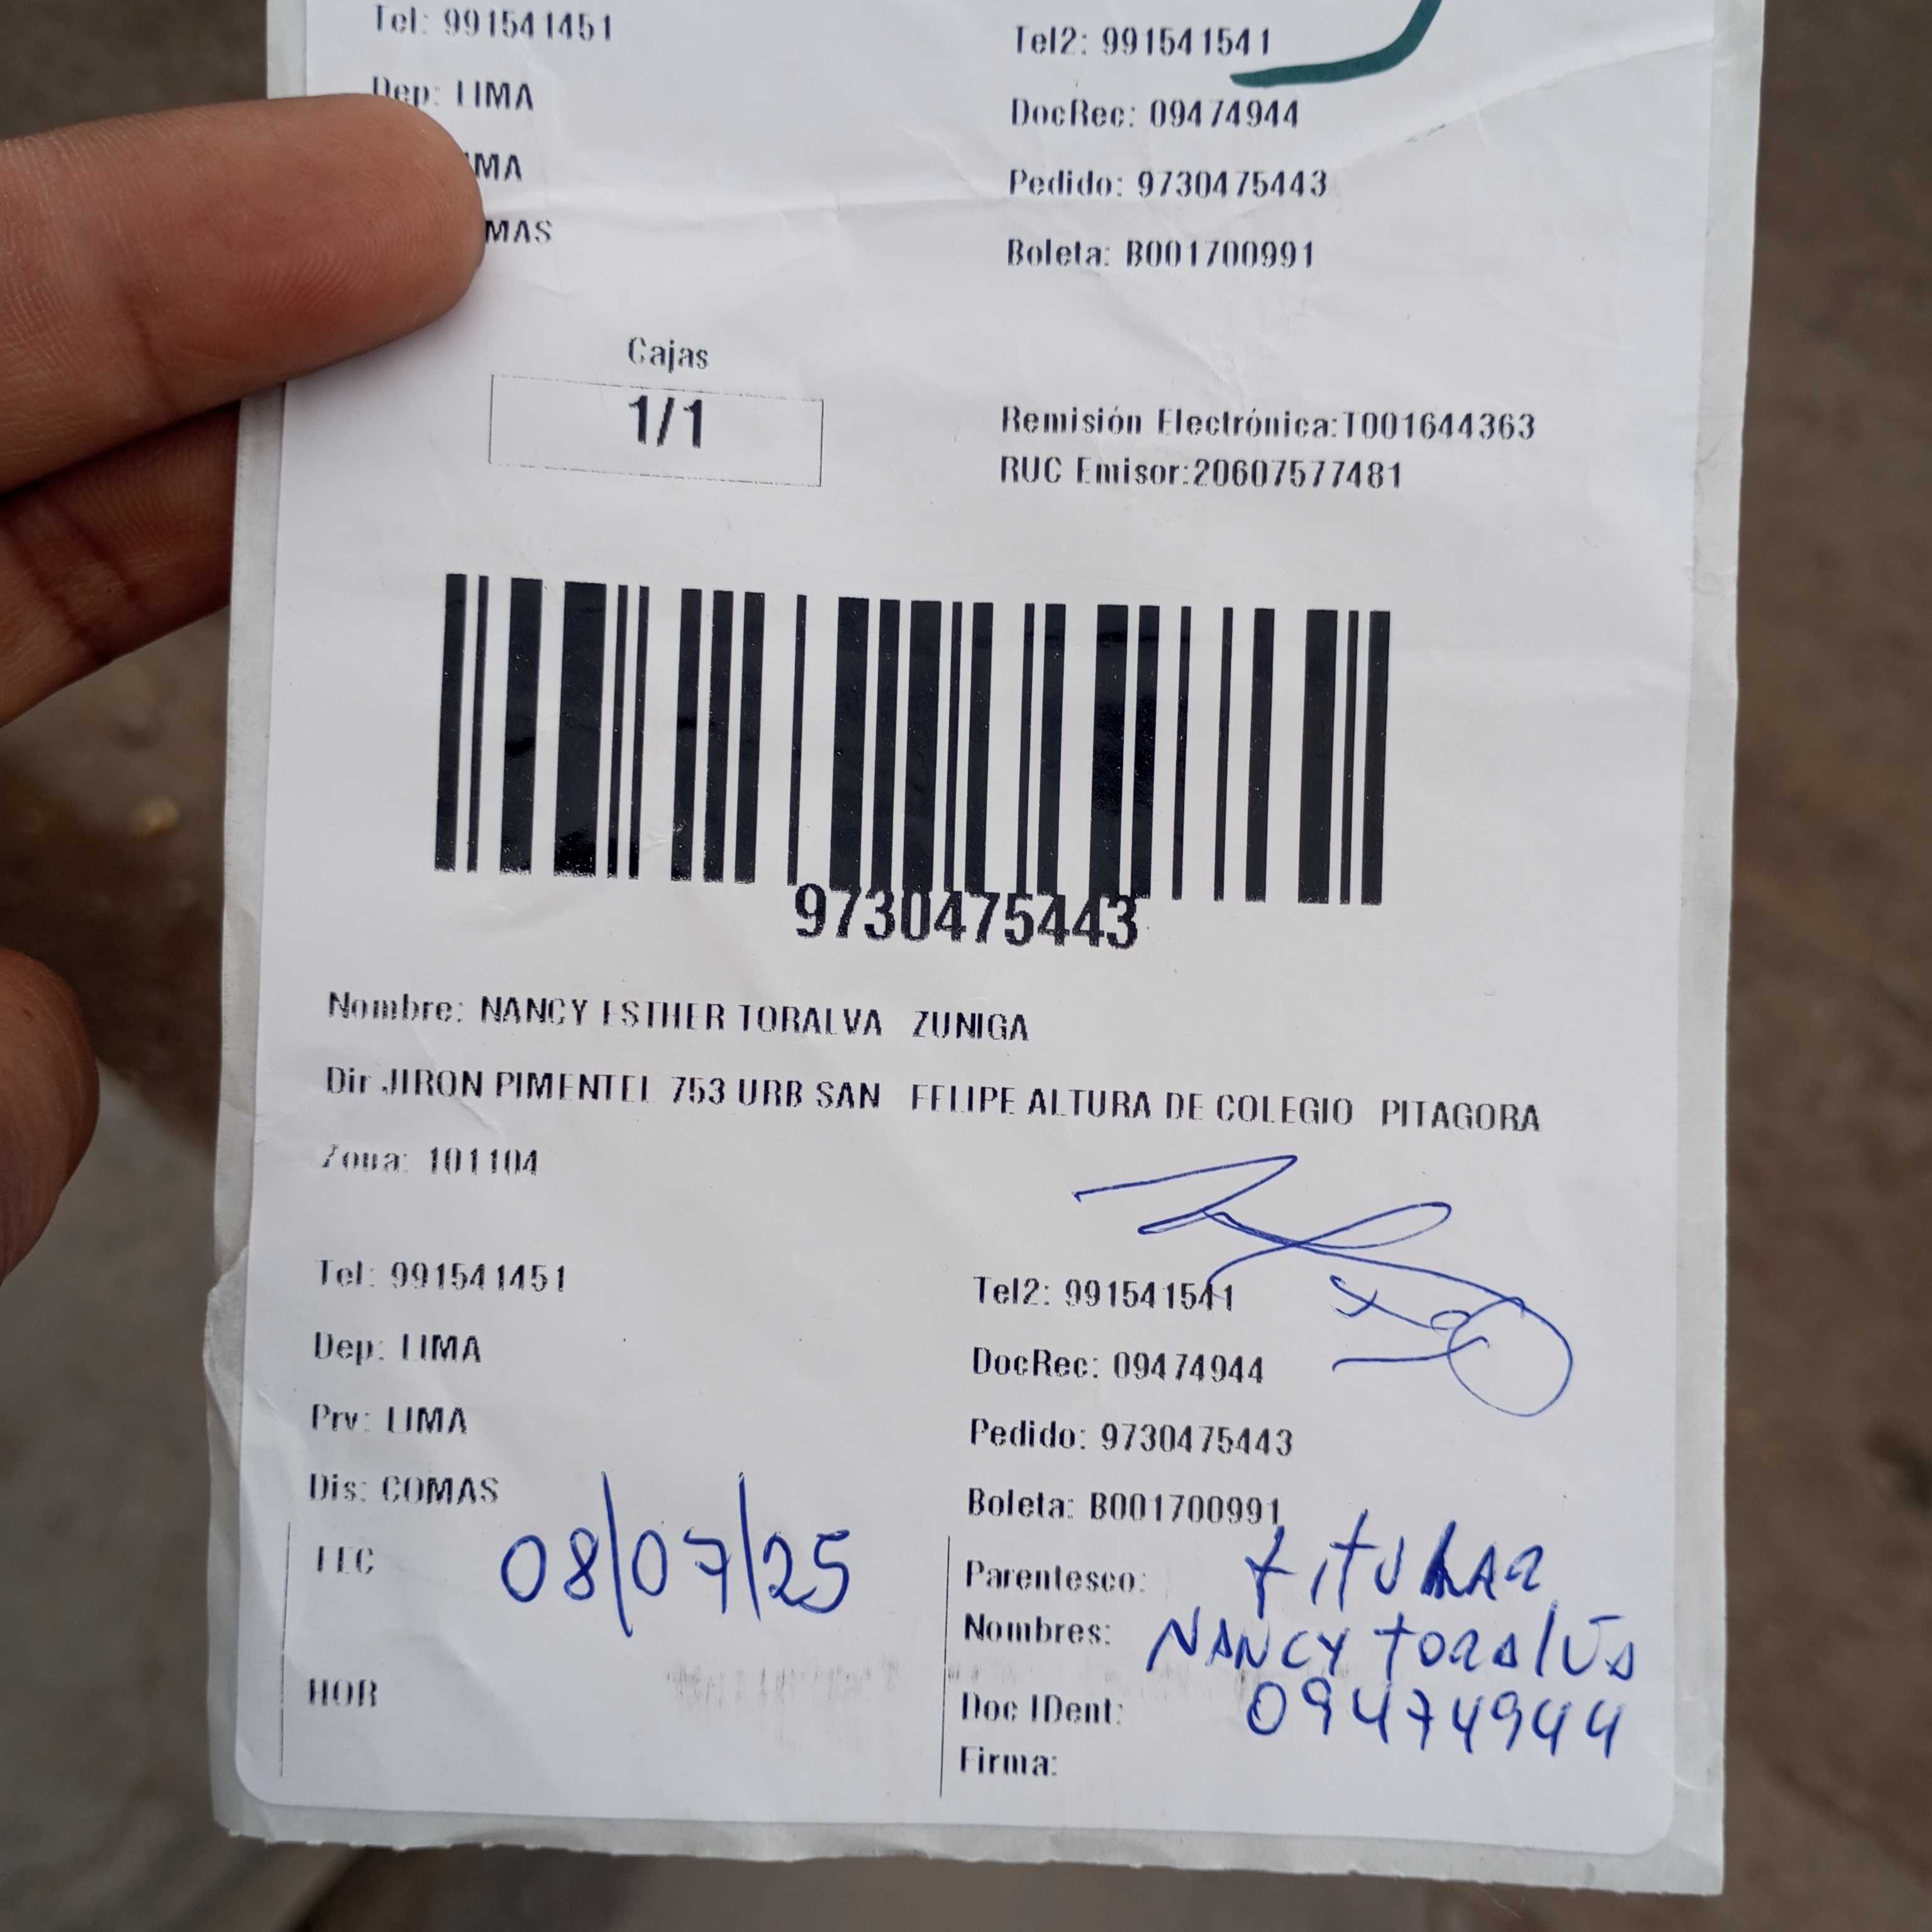 Tel: 991541451 Tel2: 991541541
Dep: LIMA DocRec: 09474944
Pedido: 9730475443
Boleta: B001700991
Cajas
1/1
Remisión Electrónica:T001644363
RUC Emisor:20607577481
9730475443
Nombre: NANCY ESTHER TORALVA ZUNIGA
Dir JIRON PIMENTEL 753 URB SAN FELIPE ALTURA DE COLEGIO PITAGORA
Zona: 101104
Tel: 991541451 Tel2: 991541541
Dep: LIMA DocRec: 09474944
Prv: LIMA Pedido: 9730475443
Dis: COMAS Boleta: B001700991
FEC 08/07/25 Parentesco: TITULAR
Nombres: NANCY TORALVA
HOR Doc IDent: 09474944
Firma: